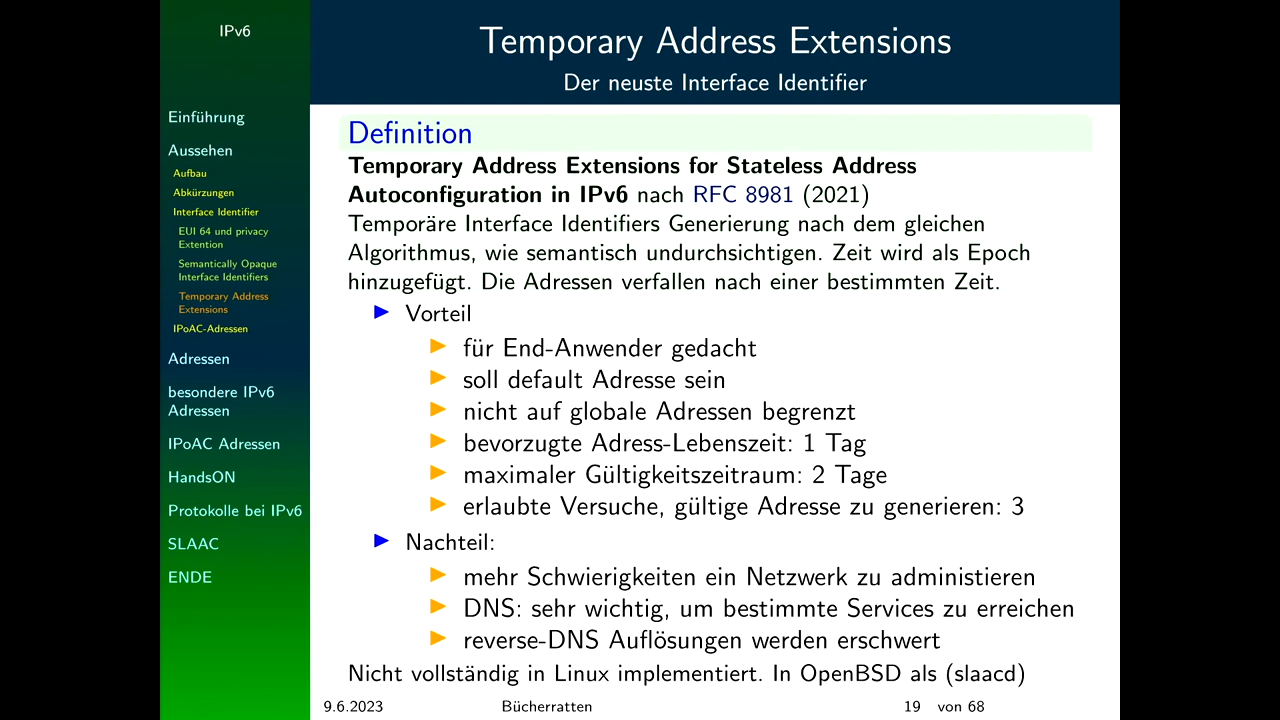 IPv6
Einführung
Aussehen
Aufbau
Abkürzungen
Interface Identifier
EUI 64 und privacy
Extention
Semantically Opaque
Interface Identifiers
Temporary Address
Extensions
IPoAC-Adressen
Adressen
besondere IPv6
Adressen
IPoAC Adressen
HandsON
Protokolle bei IPv6
SLAAC
ENDE
Temporary Address Extensions
Der neuste Interface Identifier
Definition
Temporary Address Extensions for Stateless Address
Autoconfiguration in IPv6 nach RFC 8981 (2021)
Temporäre Interface Identifiers Generierung nach dem gleichen
Algorithmus, wie semantisch undurchsichtigen. Zeit wird als Epoch
hinzugefügt. Die Adressen verfallen nach einer bestimmten Zeit.
Vorteil
für End-Anwender gedacht
soll default Adresse sein
nicht auf globale Adressen begrenzt
bevorzugte Adress-Lebenszeit: 1 Tag
maximaler Gültigkeitszeitraum: 2 Tage
erlaubte Versuche, gültige Adresse zu generieren: 3
Nachteil:
mehr Schwierigkeiten ein Netzwerk zu administieren
DNS: sehr wichtig, um bestimmte Services zu erreichen
reverse-DNS Auflösungen werden erschwert
Nicht vollständig in Linux implementiert. In OpenBSD als (slaacd)
9.6.2023 Bücherratten 19 von 68